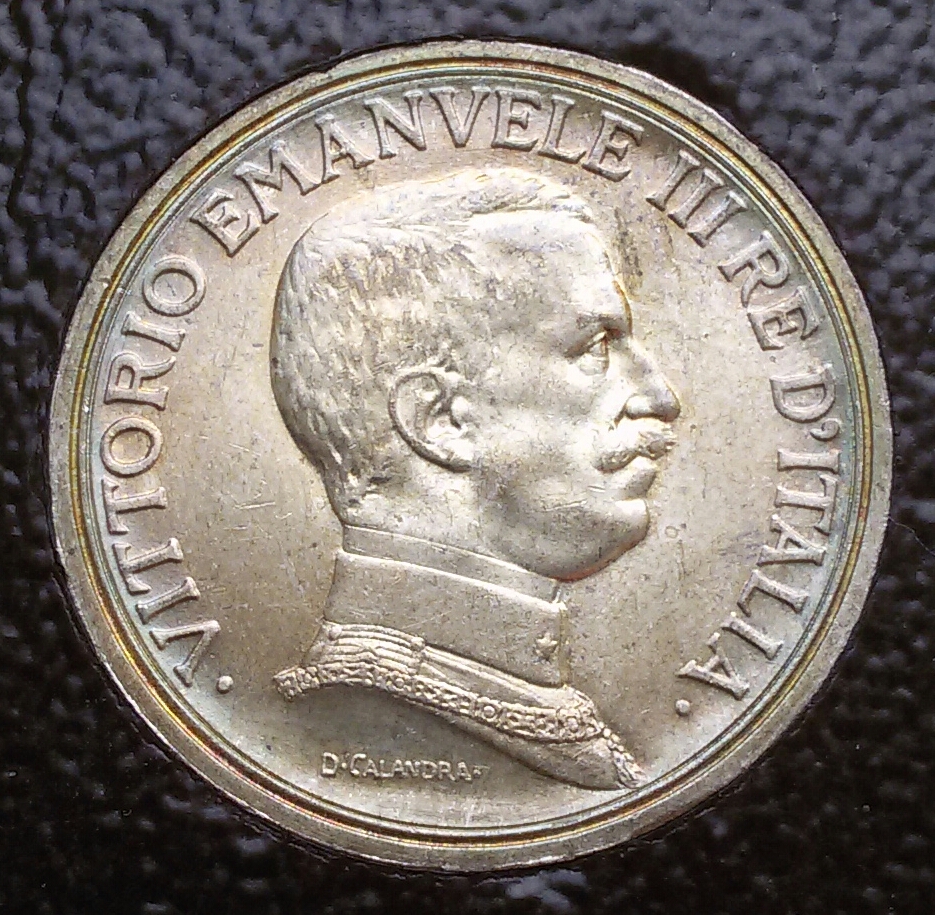 · VITTORIO EMANVELE III RE D'ITALIA ·
D. CALANDRA